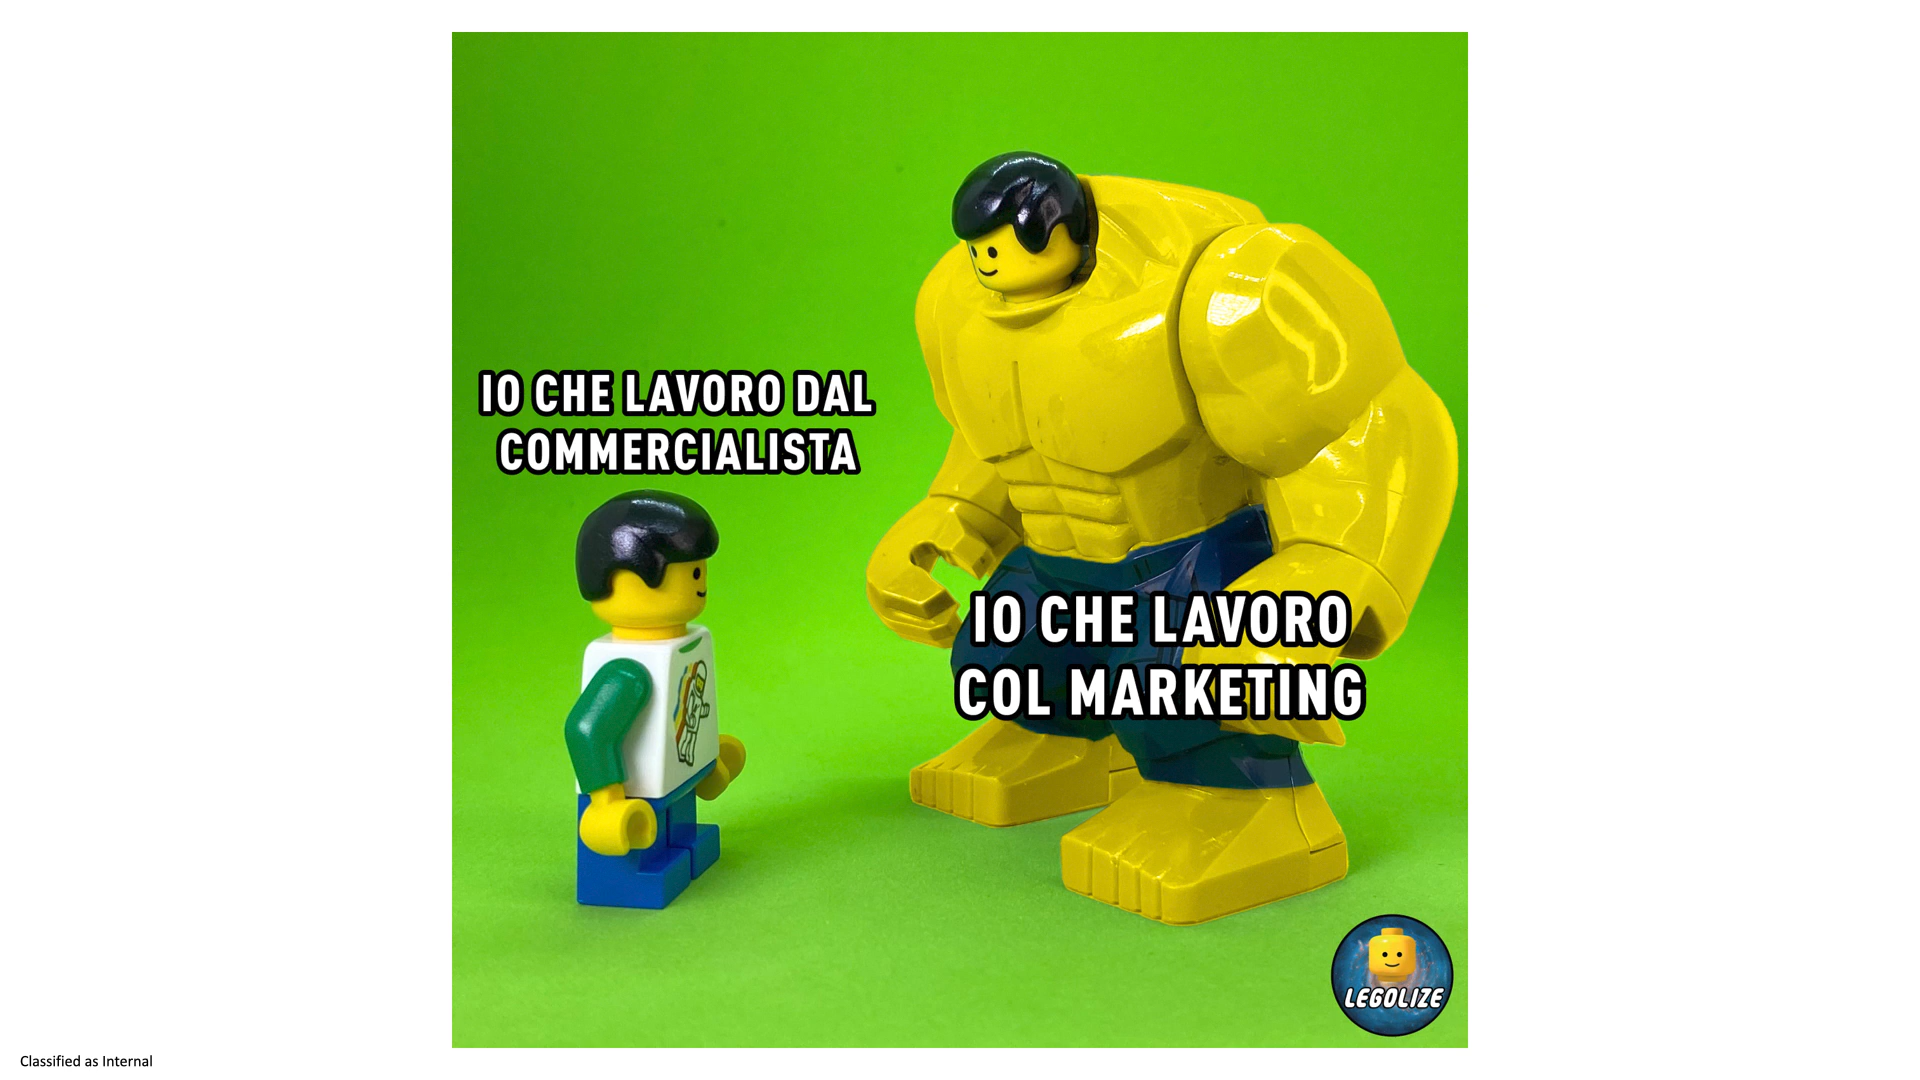 IO CHE LAVORO DAL
COMMERCIALISTA
IO CHE LAVORO
COL MARKETING
LEGOLIZE
Classified as Internal